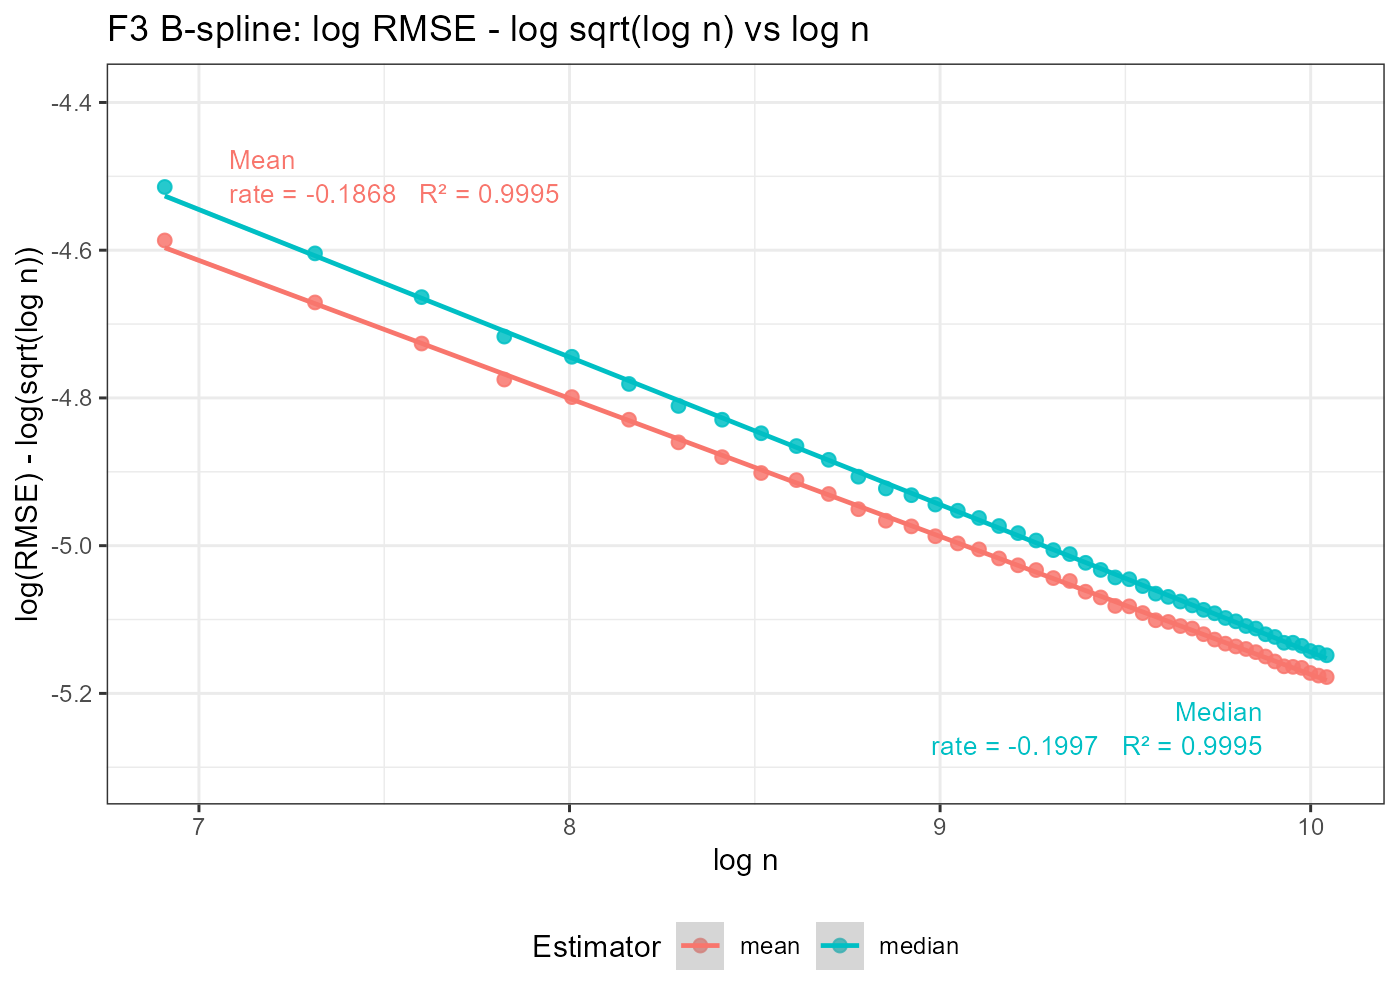 F3 B-spline: log RMSE - log sqrt(log n) vs log n
log(RMSE) - log(sqrt(log n))
-4.4
-4.6
-4.8
-5.0
-5.2
Mean
rate = -0.1868   R² = 0.9995
Median
rate = -0.1997   R² = 0.9995
7
8
9
10
log n
Estimator
mean
median